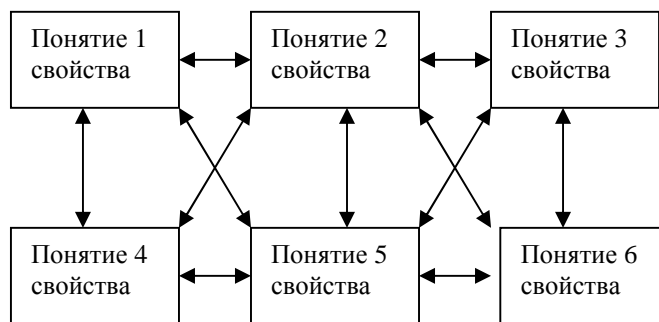 Понятие 1
свойства
Понятие 2
свойства
Понятие 3
свойства
Понятие 4
свойства
Понятие 5
свойства
Понятие 6
свойства